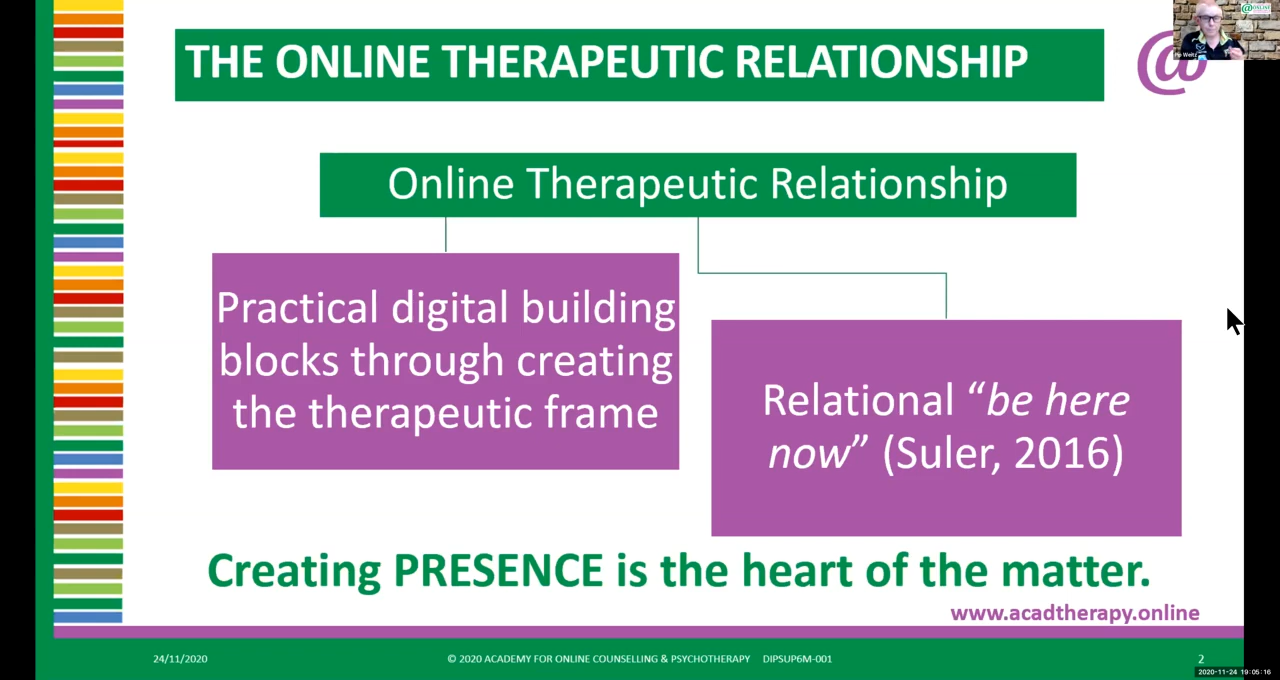 THE ONLINE THERAPEUTIC RELATIONSHIP
@
@ONLINE
Online Therapeutic Relationship
Practical digital building
blocks through creating
the therapeutic frame
Relational “be here
now” (Suler, 2016)
Creating PRESENCE is the heart of the matter.
www.acadtherapy.online
24/11/2020
© 2020 ACADEMY FOR ONLINE COUNSELLING & PSYCHOTHERAPY DIPSUP6M-001
2
2020-11-24 19:05:16